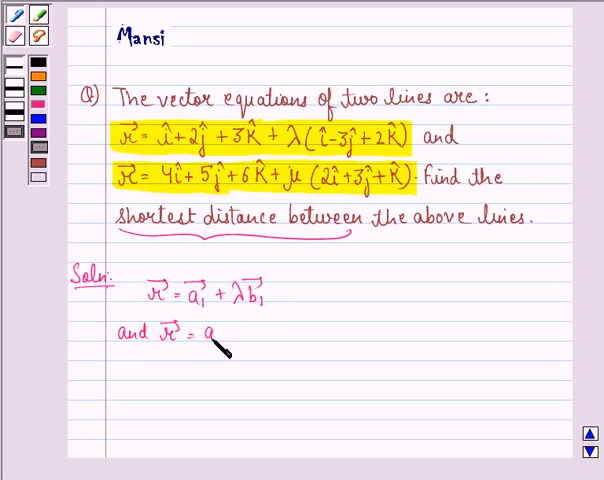 Mansi
Q) The vector equations of two lines are :
r⃗ = î + 2ĵ + 3k̂ + λ(î - 3ĵ + 2k̂) and
r⃗ = 4î + 5ĵ + 6k̂ + μ(2î + 3ĵ + k̂). Find the
shortest distance between the above lines.
Soln:
r⃗ = a⃗₁ + λb⃗₁
and r⃗ = a